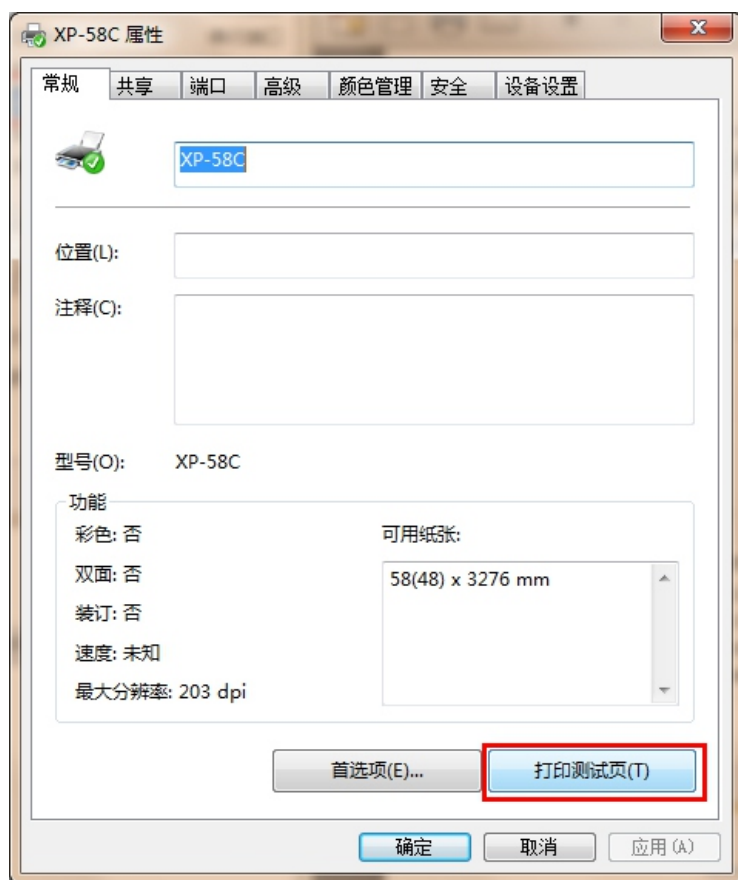 XP-58C 属性
常规 共享 端口 高级 颜色管理 安全 设备设置
XP-58C
位置(L):
注释(C):
型号(O): XP-58C
功能
彩色: 否 可用纸张:
双面: 否 58(48) x 3276 mm
装订: 否
速度: 未知
最大分辨率: 203 dpi
首选项(E)... 打印测试页(T)
确定 取消 应用(A)